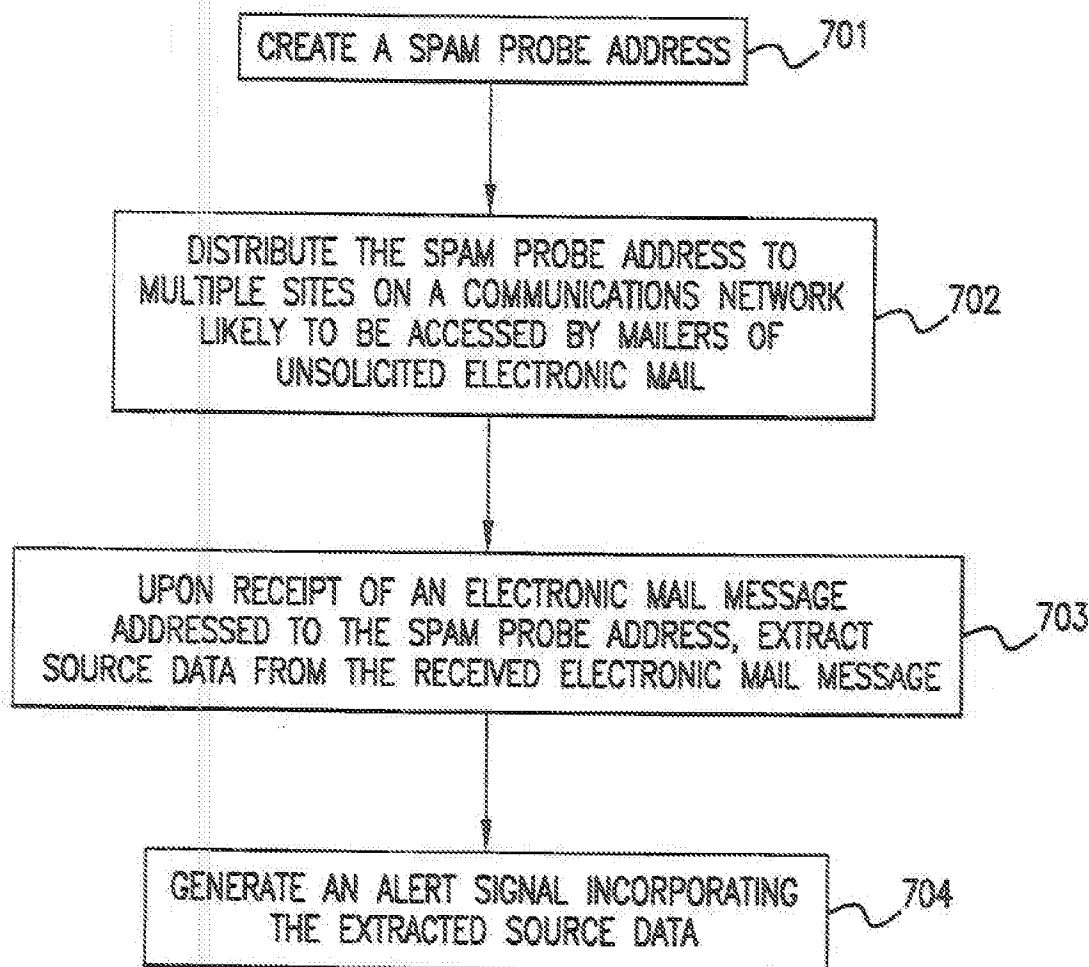 CREATE A SPAM PROBE ADDRESS
701
DISTRIBUTE THE SPAM PROBE ADDRESS TO
MULTIPLE SITES ON A COMMUNICATIONS NETWORK
LIKELY TO BE ACCESSED BY MAILERS OF
UNSOLICITED ELECTRONIC MAIL
702
UPON RECEIPT OF AN ELECTRONIC MAIL MESSAGE
ADDRESSED TO THE SPAM PROBE ADDRESS, EXTRACT
SOURCE DATA FROM THE RECEIVED ELECTRONIC MAIL MESSAGE
703
GENERATE AN ALERT SIGNAL INCORPORATING
THE EXTRACTED SOURCE DATA
704